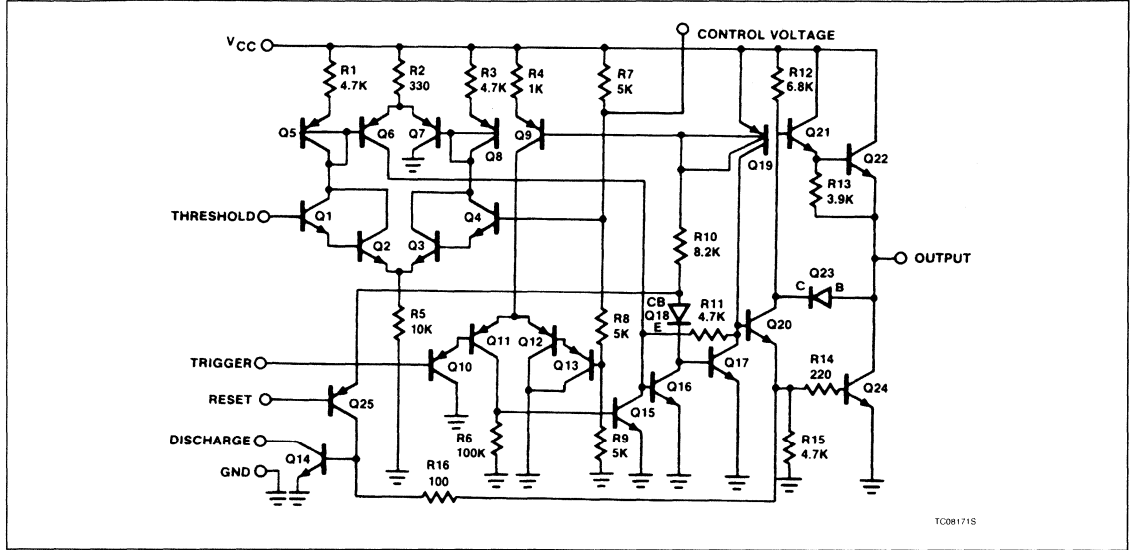 CONTROL VOLTAGE
VCC
R1
4.7K
R2
330
R3
4.7K
R4
1K
R7
5K
R12
6.8K
Q5
Q6
Q7
Q8
Q9
Q19
Q21
Q22
R13
3.9K
THRESHOLD
Q1
Q2
Q3
Q4
R10
8.2K
OUTPUT
Q23
C
B
CB
Q18
E
R11
4.7K
R5
10K
R8
5K
Q20
Q11
Q12
Q13
Q17
R14
220
TRIGGER
Q10
Q16
Q24
RESET
Q25
Q15
R6
100K
R9
5K
R15
4.7K
DISCHARGE
Q14
GND
R16
100
TC08171S